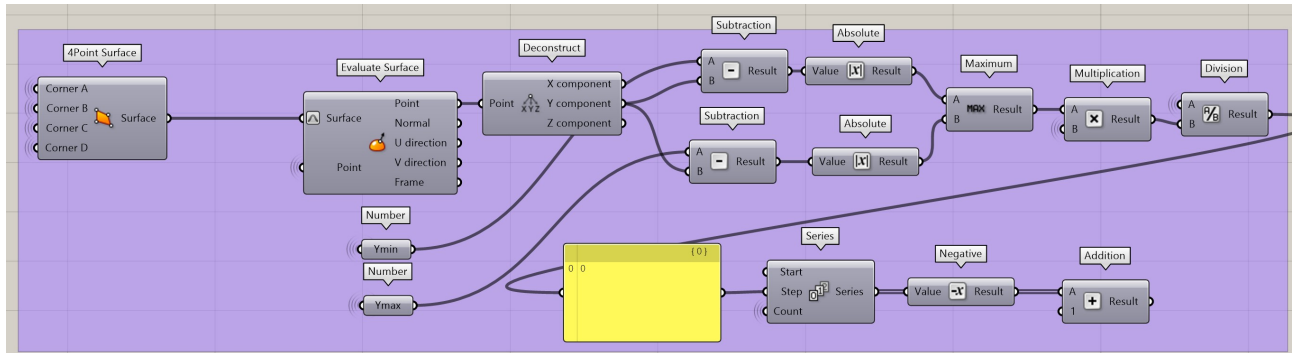 4Point Surface
Corner A
Corner B
Corner C
Corner D
Surface
Evaluate Surface
Surface
Point
Point
Normal
U direction
V direction
Frame
Deconstruct
Point
XYZ
X component
Y component
Z component
Subtraction
A
B
-
Result
Absolute
Value
|x|
Result
Subtraction
A
B
-
Result
Absolute
Value
|x|
Result
Maximum
A
B
MAX
Result
Multiplication
A
B
×
Result
Division
A
B
A/B
Result
Number
Ymin
Number
Ymax
{0}
0 0
Series
Start
Step
Count
010
Series
Negative
Value
-x
Result
Addition
A
1
+
Result